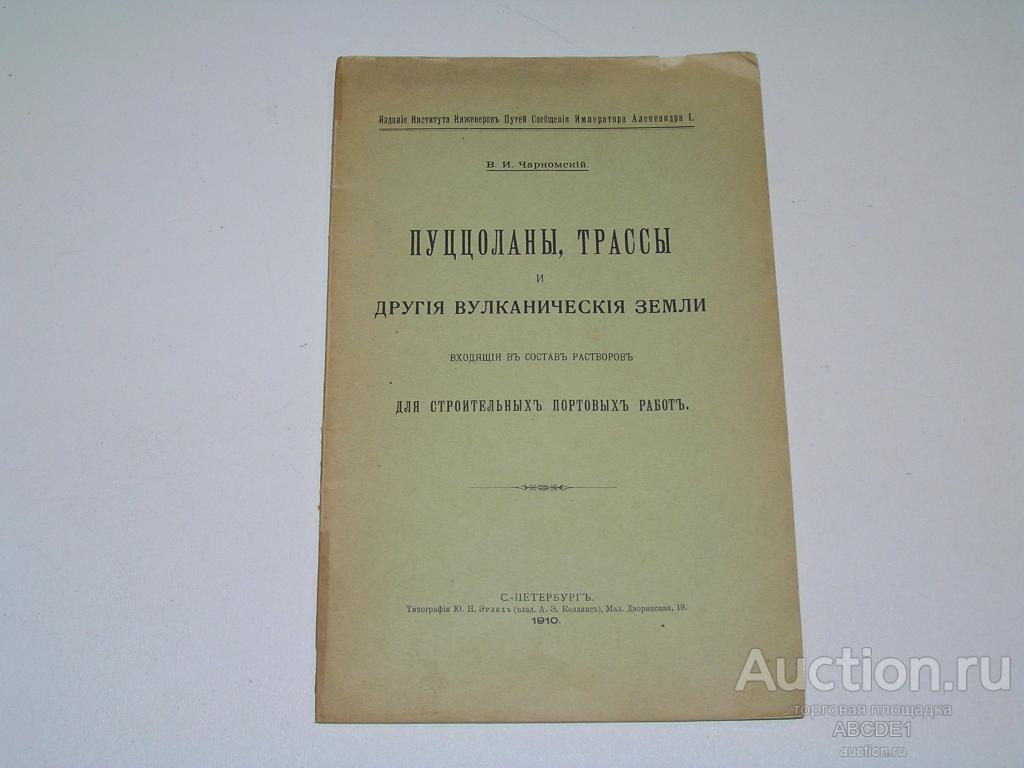 Изданіе Института Инженеровъ Путей Сообщенія Императора Александра I.
В. И. Чарномскій.
ПУЦЦОЛАНЫ, ТРАССЫ
И
ДРУГІЯ ВУЛКАНИЧЕСКІЯ ЗЕМЛИ
ВХОДЯЩІЯ ВЪ СОСТАВЪ РАСТВОРОВЪ
ДЛЯ СТРОИТЕЛЬНЫХЪ ПОРТОВЫХЪ РАБОТЪ.
С.-ПЕТЕРБУРГЪ.
Типографія Ю. Н. Эрлихъ (влад. А. Э. Коллинсъ), Мал. Дворянская, 19.
1910.
Auction.ru
торговая площадка
ABCDE1
auction.ru